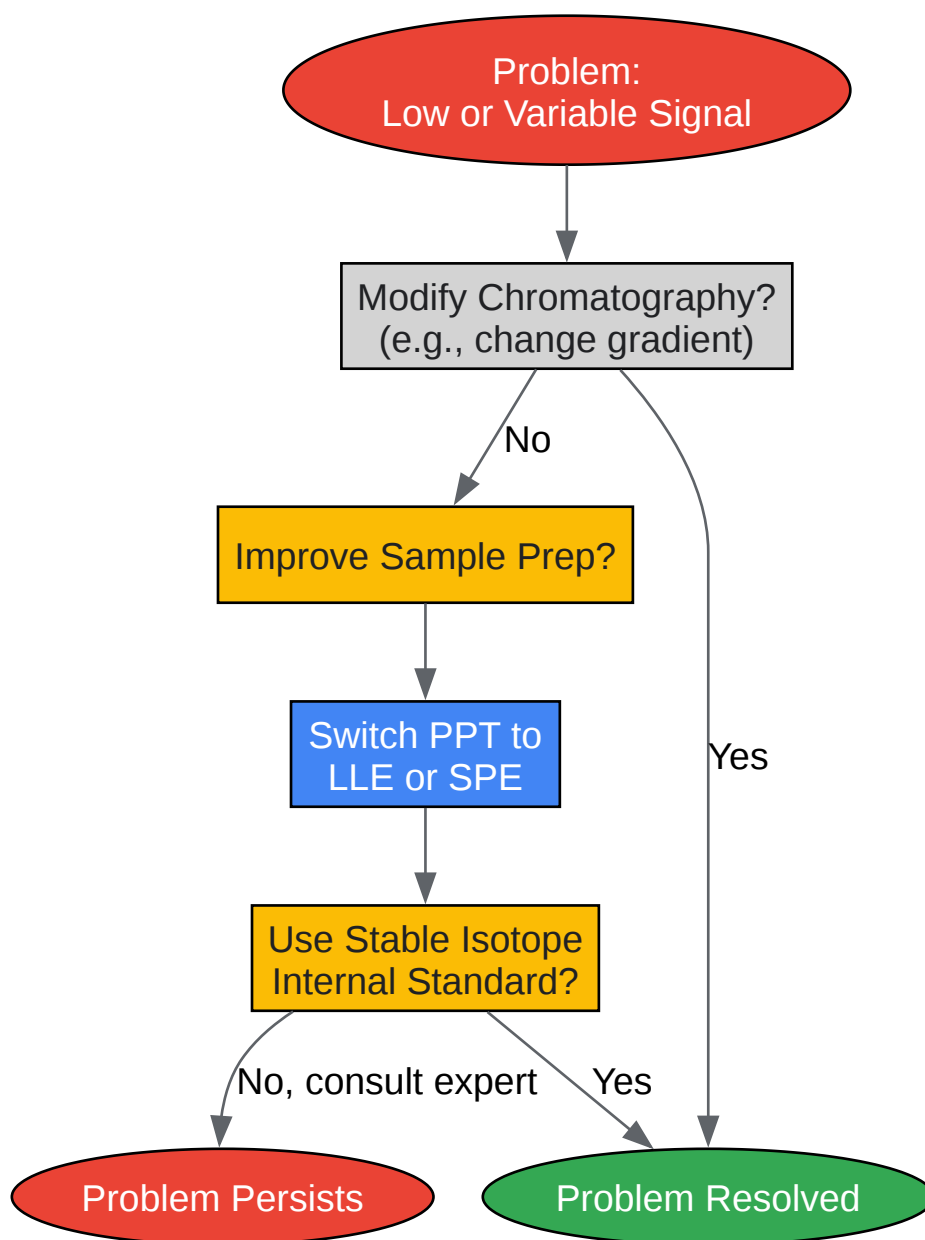 Problem:
Low or Variable Signal
Modify Chromatography?
(e.g., change gradient)
No
Improve Sample Prep?
Switch PPT to
LLE or SPE
Yes
Use Stable Isotope
Internal Standard?
No, consult expert
Yes
Problem Persists
Problem Resolved